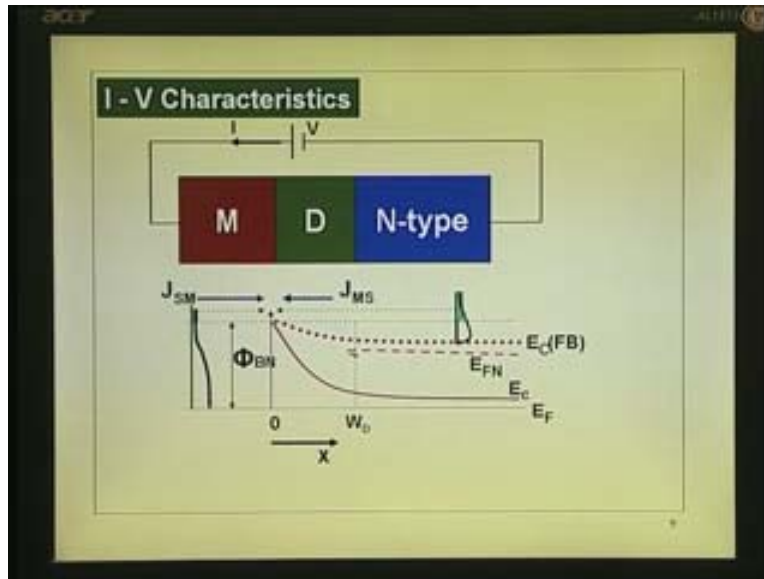 acer
I - V Characteristics
I V
M D N-type
J_SM J_MS
Φ_BN
E_C(FB)
E_FN
E_C
E_F
0 W_D
x